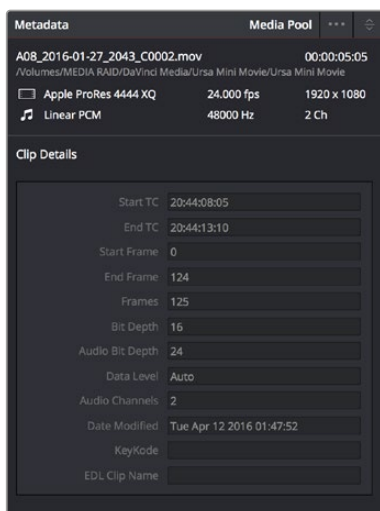 Metadata Media Pool •••
A08_2016-01-27_2043_C0002.mov 00:00:05:05
/Volumes/MEDIA RAID/DaVinci Media/Ursa Mini Movie/Ursa Mini Movie
Apple ProRes 4444 XQ 24.000 fps 1920 x 1080
Linear PCM 48000 Hz 2 Ch
Clip Details
Start TC 20:44:08:05
End TC 20:44:13:10
Start Frame 0
End Frame 124
Frames 125
Bit Depth 16
Audio Bit Depth 24
Data Level Auto
Audio Channels 2
Date Modified Tue Apr 12 2016 01:47:52
KeyKode
EDL Clip Name